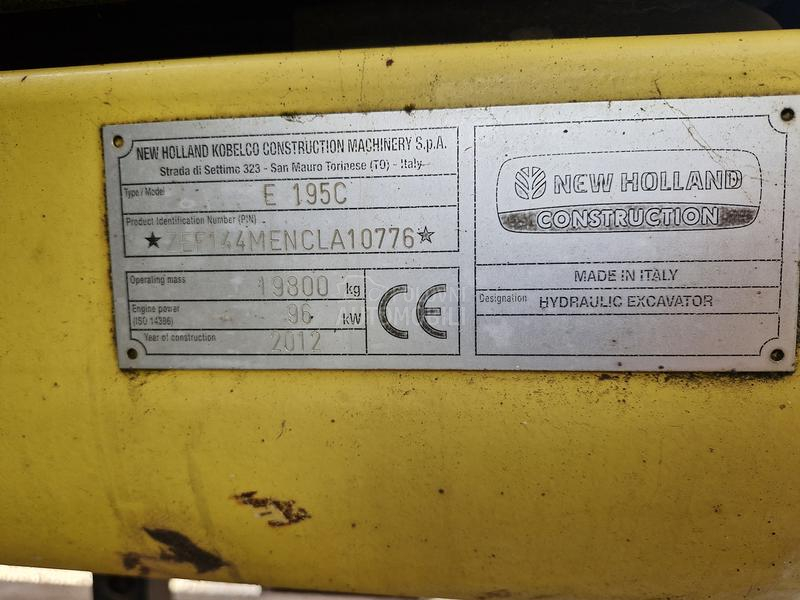 NEW HOLLAND KOBELCO CONSTRUCTION MACHINERY S.p.A.
Strada di Settimo 323 - San Mauro Torinese (TO) - Italy
Type / Model E 195C
Product Identification Number (PIN)
ZEF144MENCLA10776
Operating mass 19800 kg
Engine power
(ISO 14396) 96 kW
Year of construction 2012
CE
NEW HOLLAND
CONSTRUCTION
MADE IN ITALY
Designation HYDRAULIC EXCAVATOR